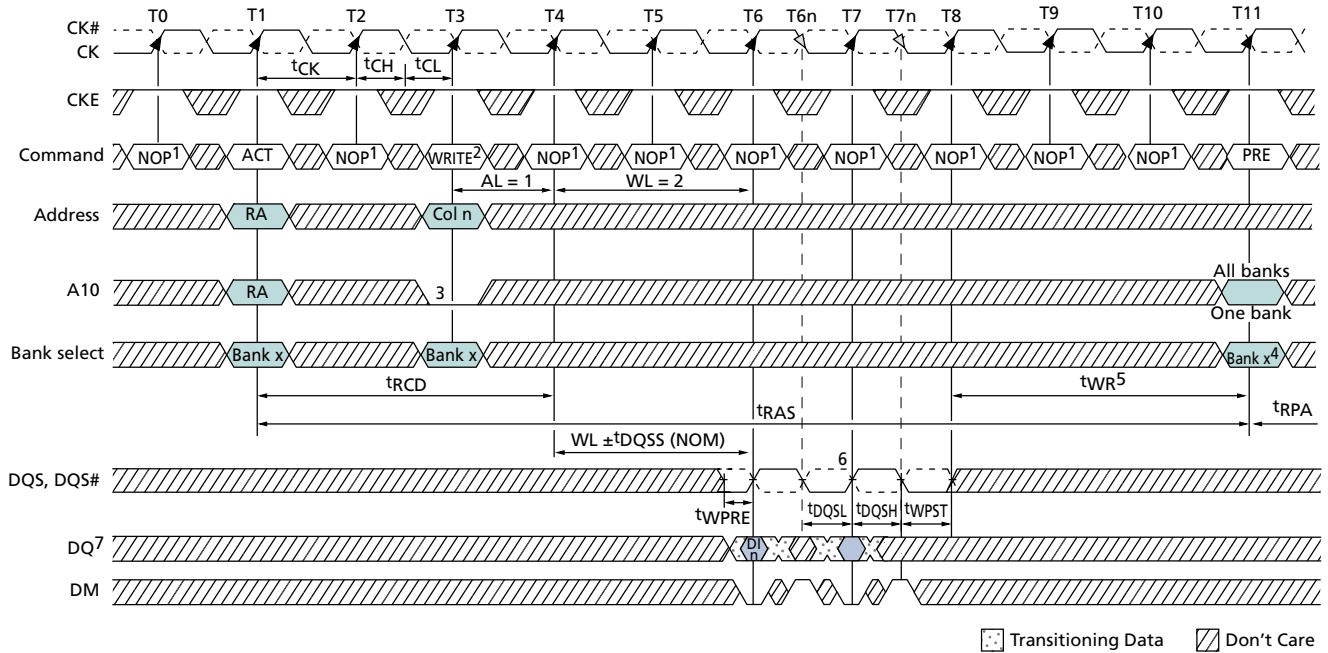 T0 T1 T2 T3 T4 T5 T6 T6n T7 T7n T8 T9 T10 T11
CK#
CK
tCK tCH tCL
CKE
Command NOP1 ACT NOP1 WRITE2 NOP1 NOP1 NOP1 NOP1 NOP1 NOP1 NOP1 PRE
AL = 1 WL = 2
Address RA Col n
All banks
A10 RA 3
One bank
Bank select Bank x Bank x Bank x4
tRCD tWR5
tRAS tRPA
WL ±tDQSS (NOM)
6
DQS, DQS#
tWPRE tDQSL tDQSH tWPST
DQ7 DI
n
DM
Transitioning Data Don't Care